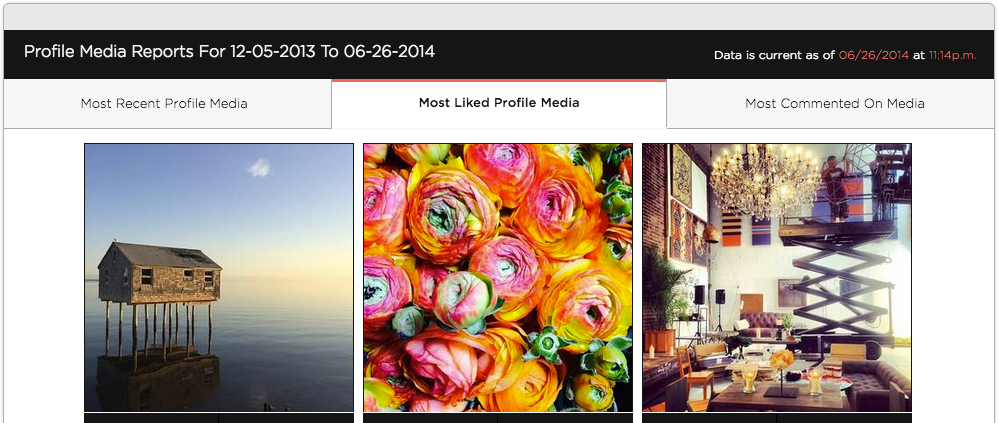 Profile Media Reports For 12-05-2013 To 06-26-2014
Data is current as of 06/26/2014 at 11:14p.m.
Most Recent Profile Media
Most Liked Profile Media
Most Commented On Media